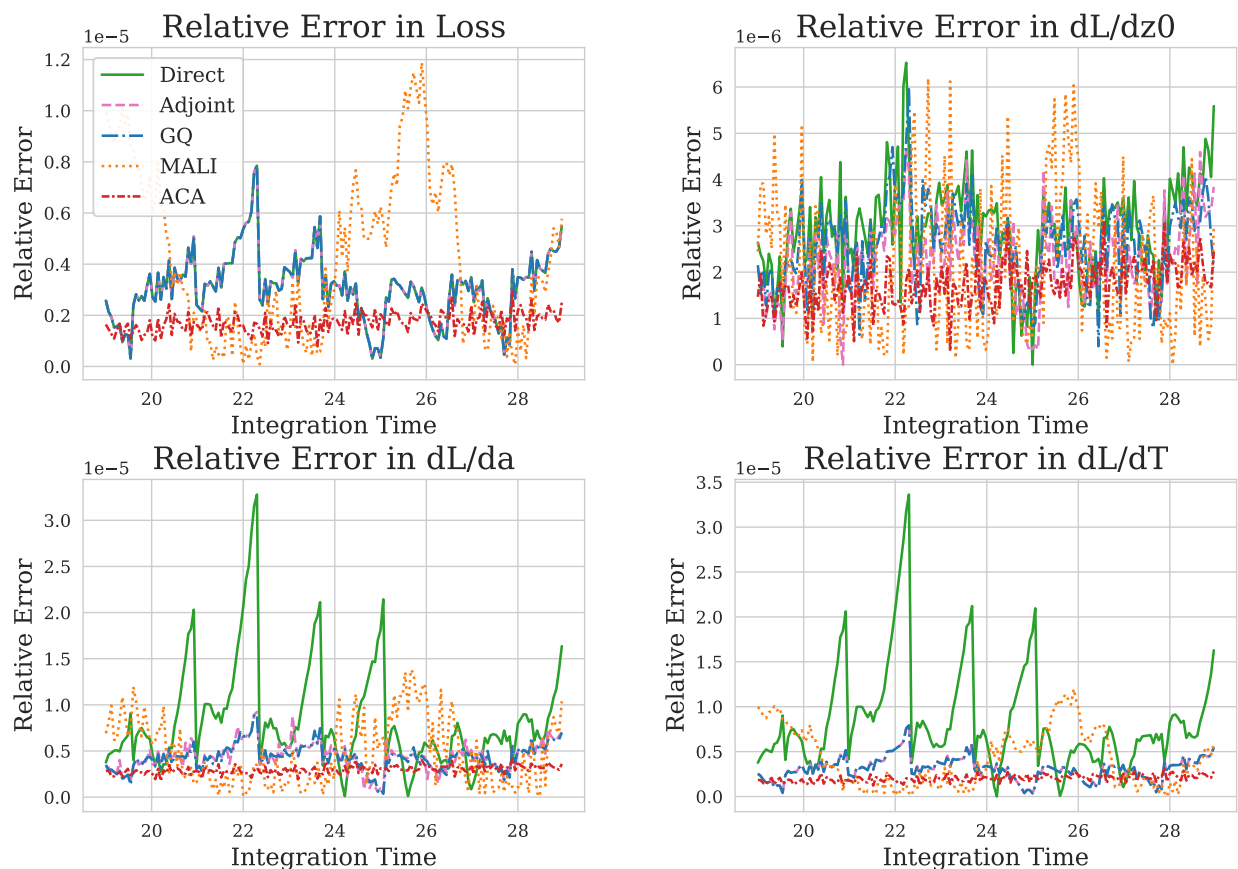 Relative Error in Loss
1e−5
1.2
1.0
0.8
0.6
0.4
0.2
0.0
Relative Error
Direct
Adjoint
GQ
MALI
ACA
20 22 24 26 28
Integration Time
Relative Error in dL/dz0
1e−6
6
5
4
3
2
1
0
Relative Error
20 22 24 26 28
Integration Time
Relative Error in dL/da
1e−5
3.0
2.5
2.0
1.5
1.0
0.5
0.0
Relative Error
20 22 24 26 28
Integration Time
Relative Error in dL/dT
1e−5
3.5
3.0
2.5
2.0
1.5
1.0
0.5
0.0
Relative Error
20 22 24 26 28
Integration Time